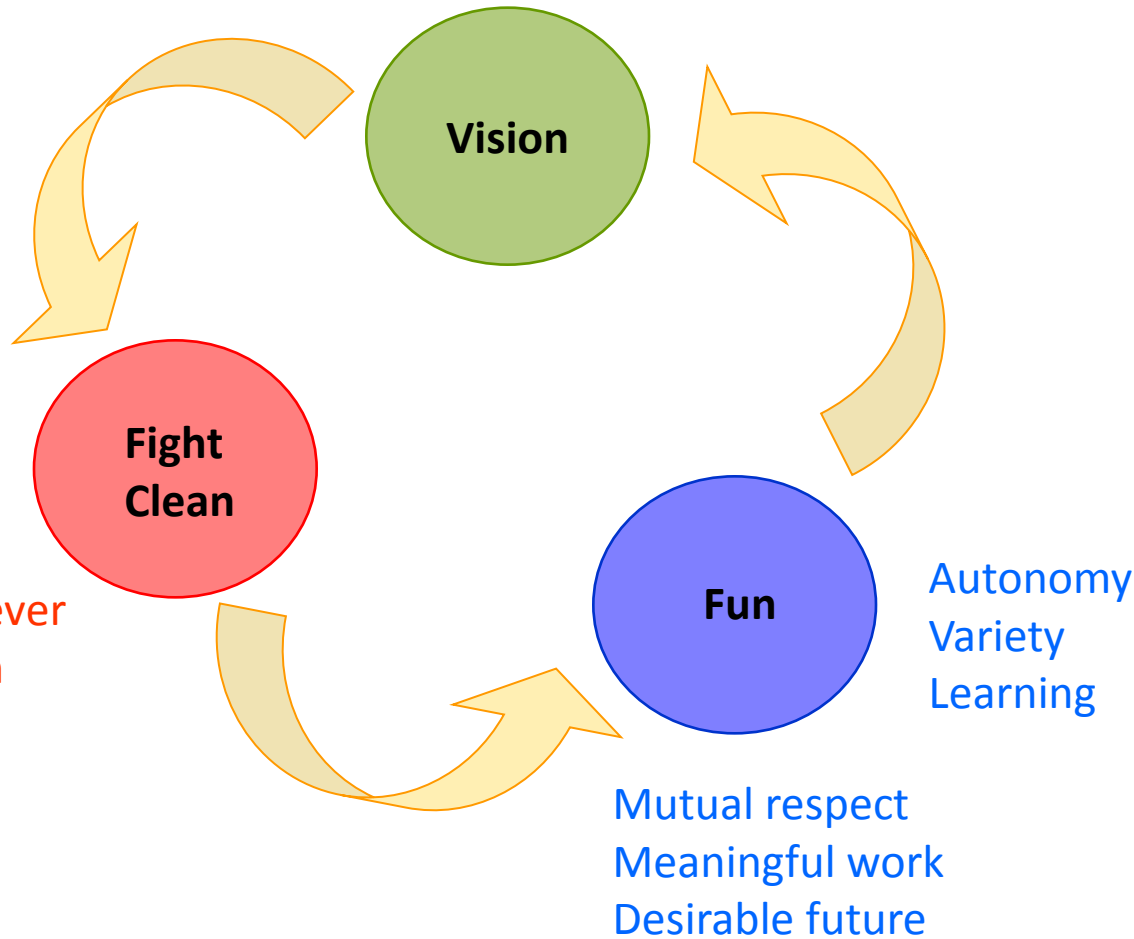 Vision
Fight
Clean
Fun
Autonomy
Variety
Learning
Mutual respect
Meaningful work
Desirable future